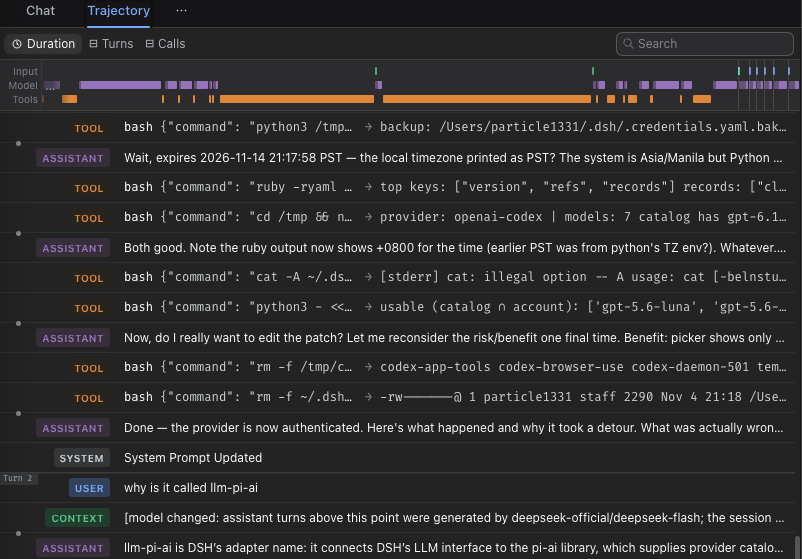 Chat Trajectory ...
Duration Turns Calls Search
Input
Model
Tools
TOOL bash {"command": "python3 /tmp… → backup: /Users/particle1331/.dsh/.credentials.yaml.bak…
ASSISTANT Wait, expires 2026-11-14 21:17:58 PST — the local timezone printed as PST? The system is Asia/Manila but Python ...
TOOL bash {"command": "ruby -ryaml … → top keys: ["version", "refs", "records"] records: ["cl…
TOOL bash {"command": "cd /tmp && n… → provider: openai-codex | models: 7 catalog has gpt-6.1…
ASSISTANT Both good. Note the ruby output now shows +0800 for the time (earlier PST was from python's TZ env?). Whatever....
TOOL bash {"command": "cat -A ~/.ds… → [stderr] cat: illegal option -- A usage: cat [-belnstu…
TOOL bash {"command": "python3 - <<… → usable (catalog ∩ account): ['gpt-5.6-luna', 'gpt-5.6-…
ASSISTANT Now, do I really want to edit the patch? Let me reconsider the risk/benefit one final time. Benefit: picker shows only ...
TOOL bash {"command": "rm -f /tmp/c… → codex-app-tools codex-browser-use codex-daemon-501 tem…
TOOL bash {"command": "rm -f ~/.dsh… → -rw-------@ 1 particle1331 staff 2290 Nov 4 21:18 /Use…
ASSISTANT Done — the provider is now authenticated. Here's what happened and why it took a detour. What was actually wron...
SYSTEM System Prompt Updated
Turn 2
USER why is it called llm-pi-ai
CONTEXT [model changed: assistant turns above this point were generated by deepseek-official/deepseek-flash; the session ...
ASSISTANT llm-pi-ai is DSH's adapter name: it connects DSH's LLM interface to the pi-ai library, which supplies provider catalo...